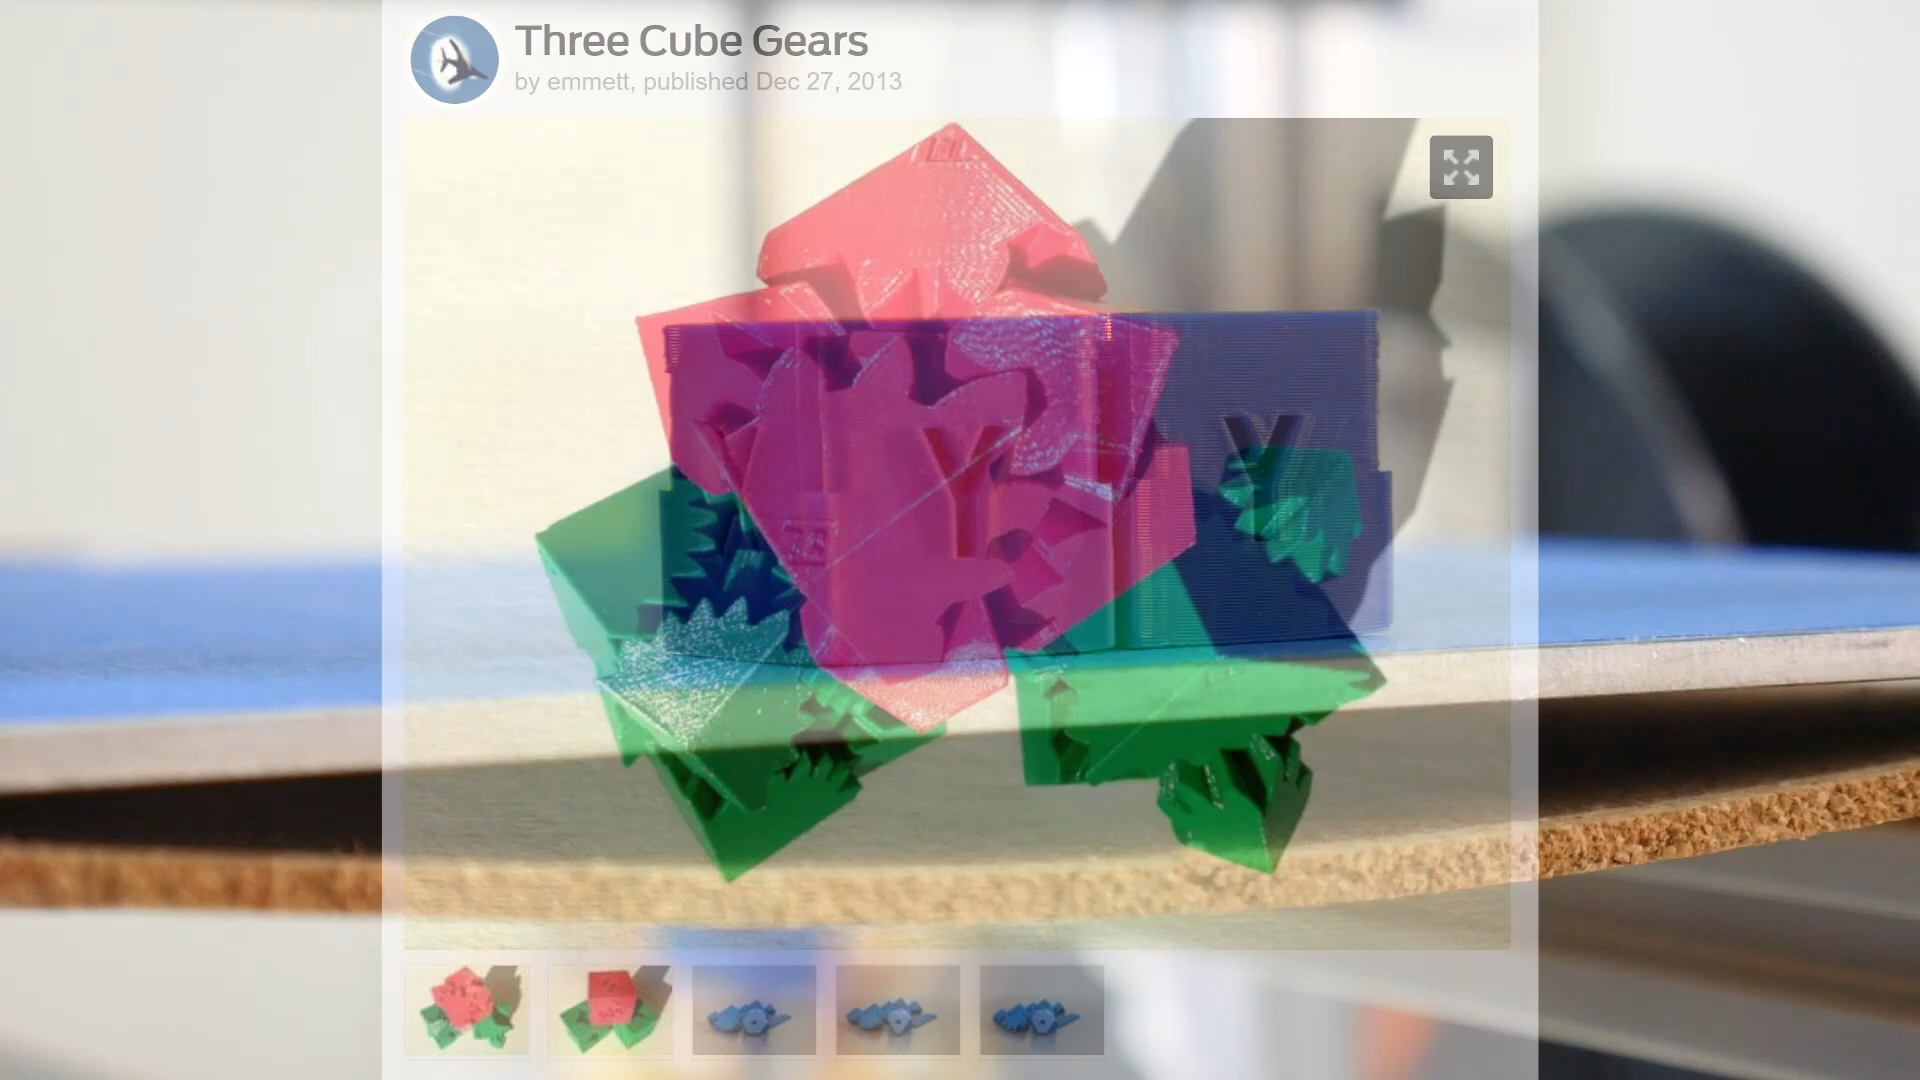 Three Cube Gears
by emmett, published Dec 27, 2013
Y
Y